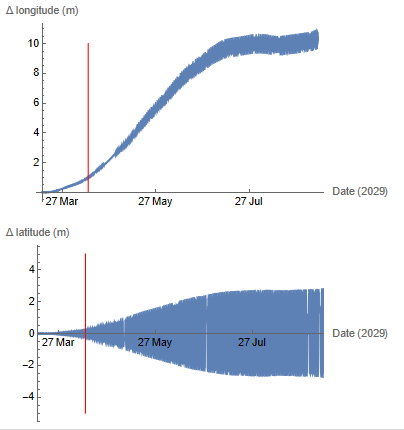 Δ longitude (m)
10
8
6
4
2
27 Mar
27 May
27 Jul
Date (2029)
Δ latitude (m)
4
2
0
27 Mar
27 May
27 Jul
Date (2029)
-2
-4